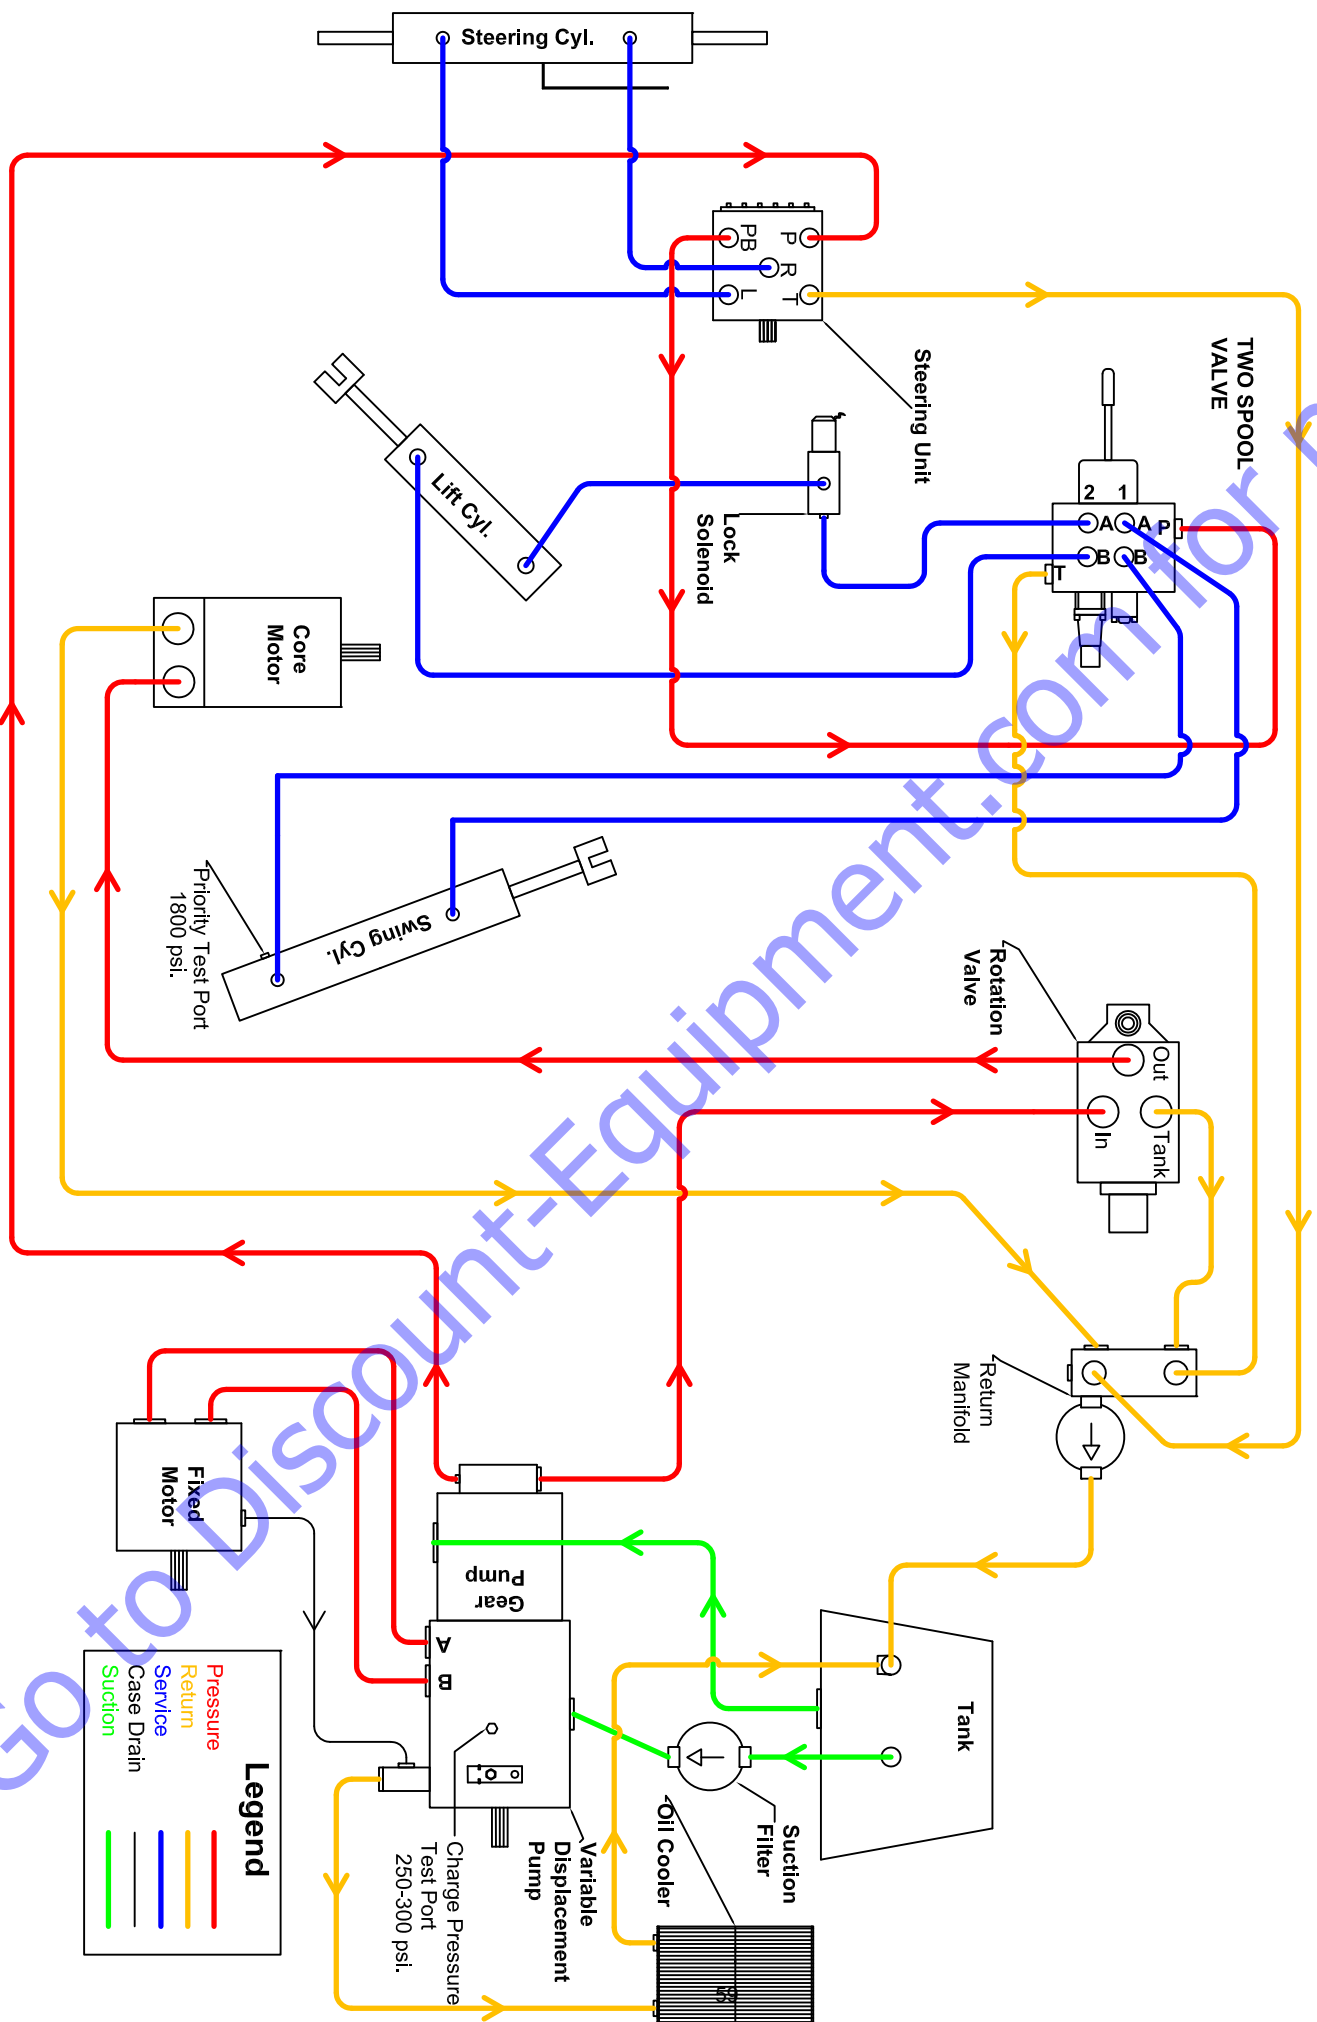 Steering Cyl.
P
PB
R
T
L
Steering Unit
TWO SPOOL
VALVE
2
1
A
A
P
B
B
T
Lift Cyl.
Lock
Solenoid
Core
Motor
Swing Cyl.
Priority Test Port
1800 psi.
Rotation
Valve
Out
Tank
In
Return
Manifold
Fixed
Motor
Gear
Pump
A
B
Tank
Suction
Filter
Oil Cooler
Variable
Displacement
Pump
Charge Pressure
Test Port
250-300 psi.
59
Legend
Pressure
Return
Service
Case Drain
Suction
Go to Discount-Equipment.com for